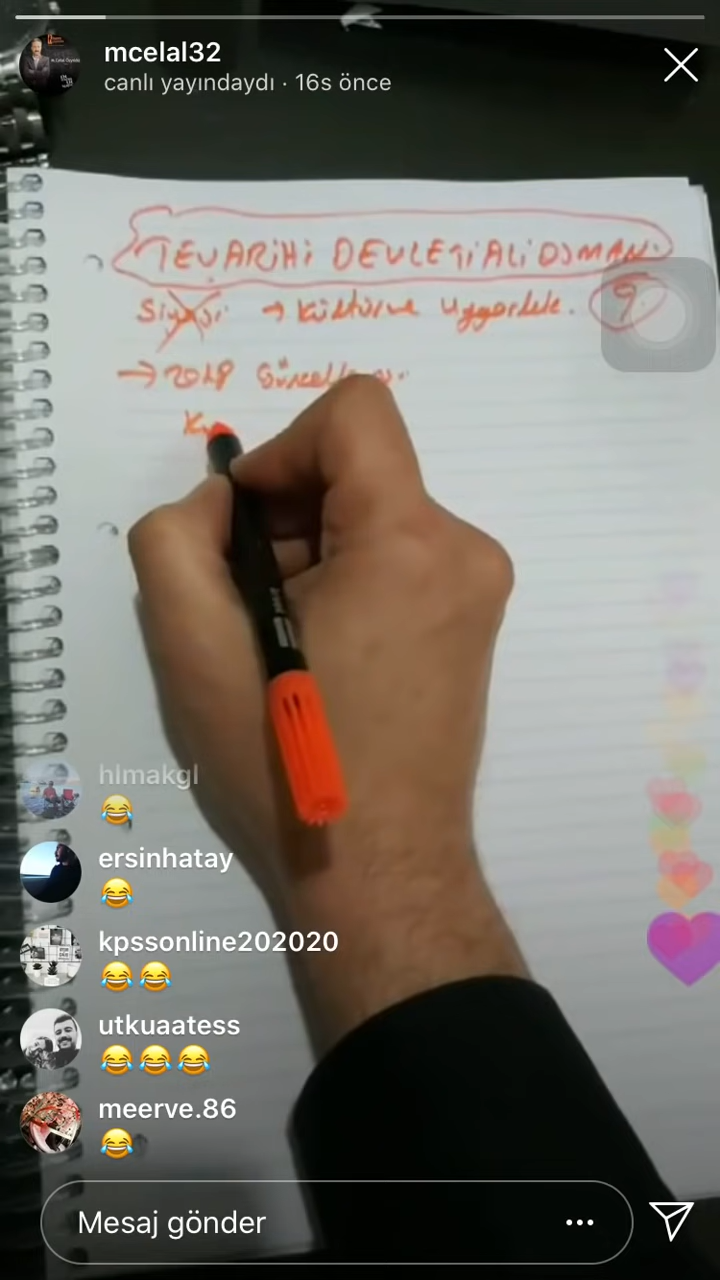 mcelal32
canlı yayındaydı · 16s önce
TEVARİHİ DEVLETİ ALİ OSMAN.
Siyasi → Kültür ve Uygarlık. 9.
→ 2018
hlmakgl
😂
ersinhatay
😂
kpssonline202020
😂😂
utkuaatess
😂😂😂
meerve.86
😂
Mesaj gönder